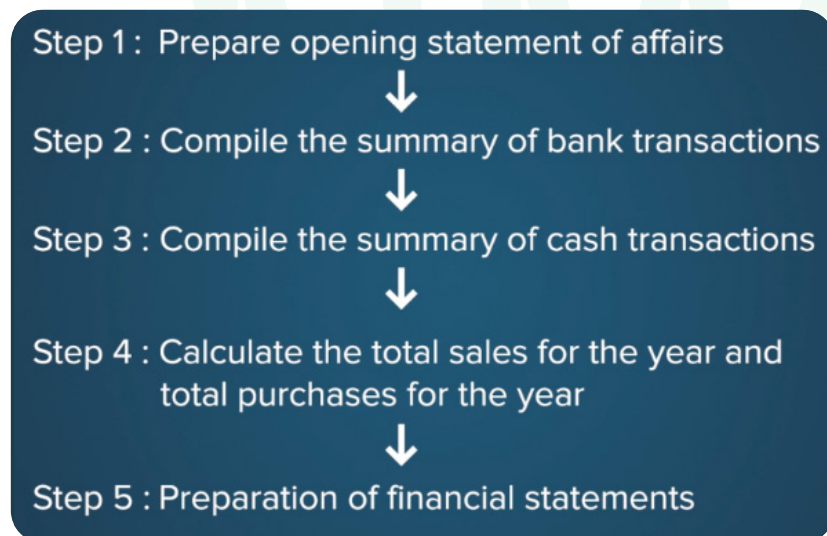 Step 1 : Prepare opening statement of affairs
Step 2 : Compile the summary of bank transactions
Step 3 : Compile the summary of cash transactions
Step 4 : Calculate the total sales for the year and
total purchases for the year
Step 5 : Preparation of financial statements